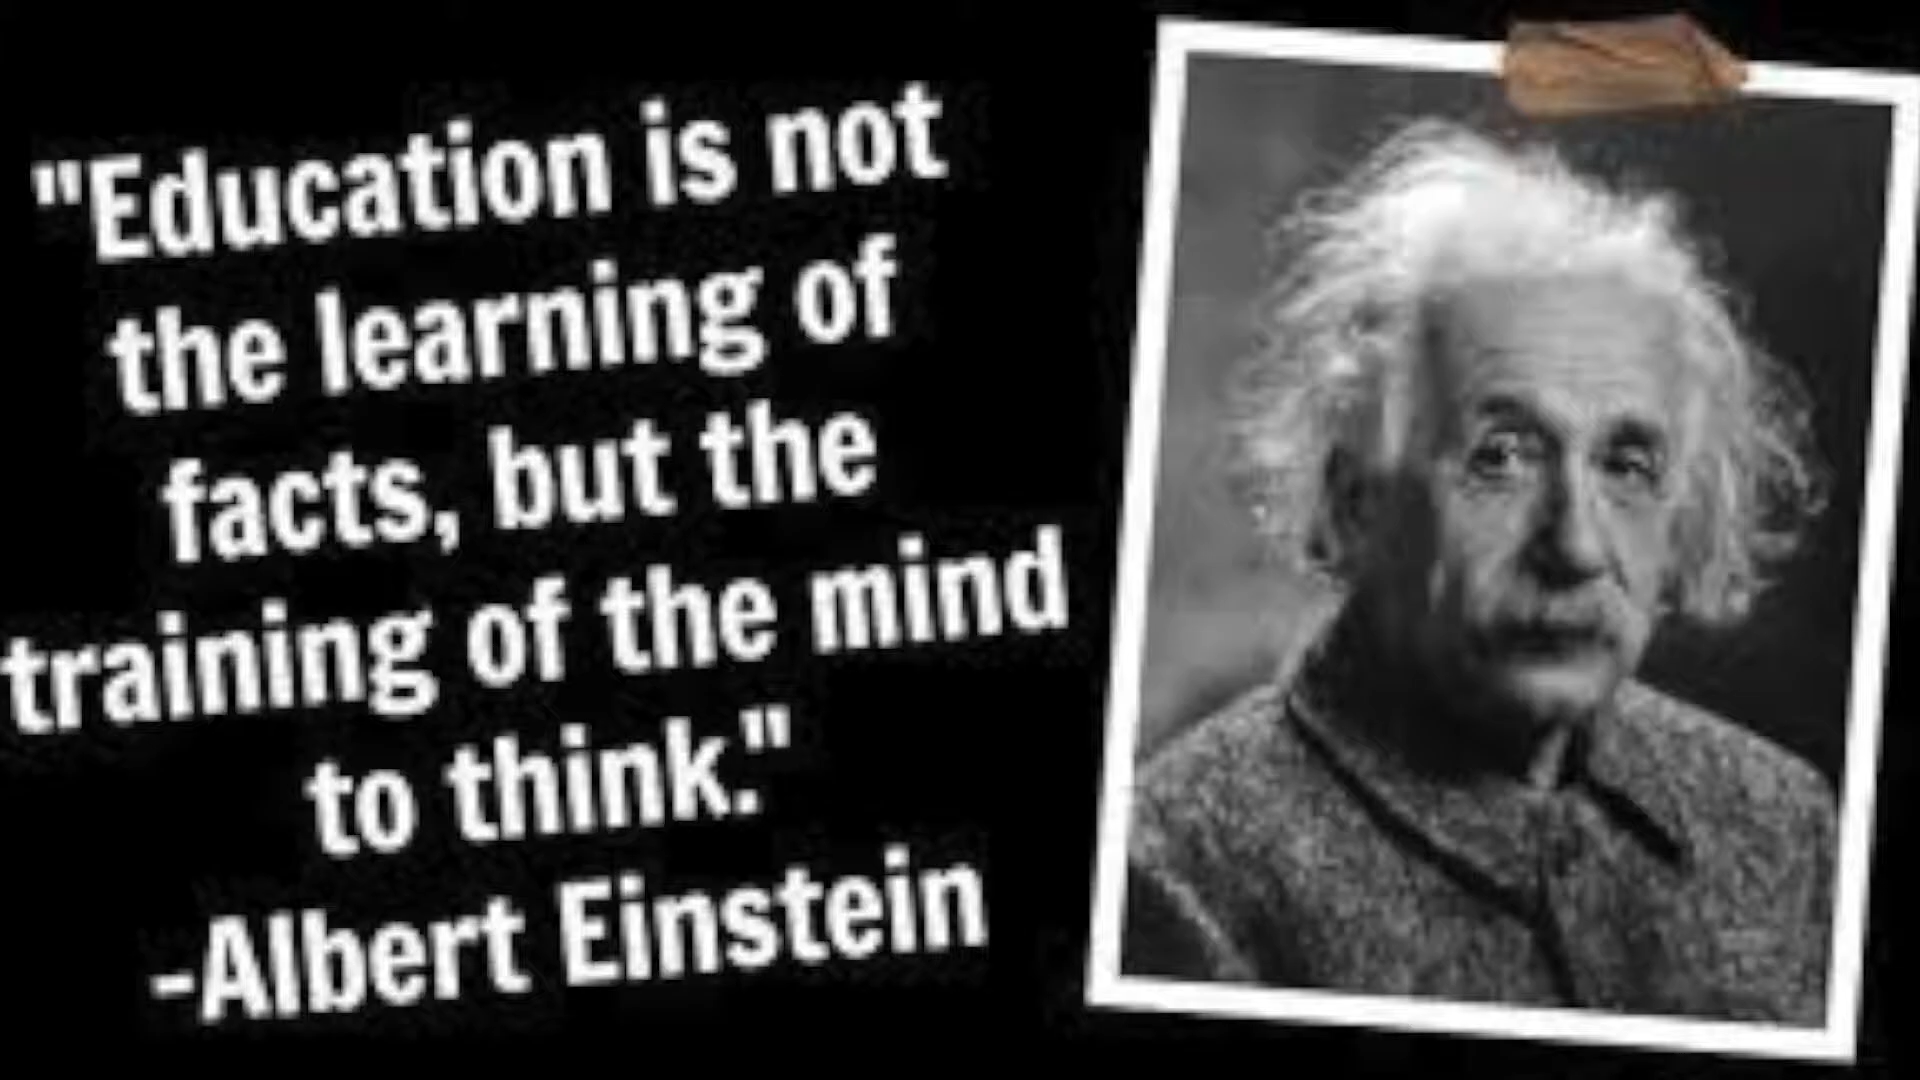 "Education is not
the learning of
facts, but the
training of the mind
to think."
-Albert Einstein